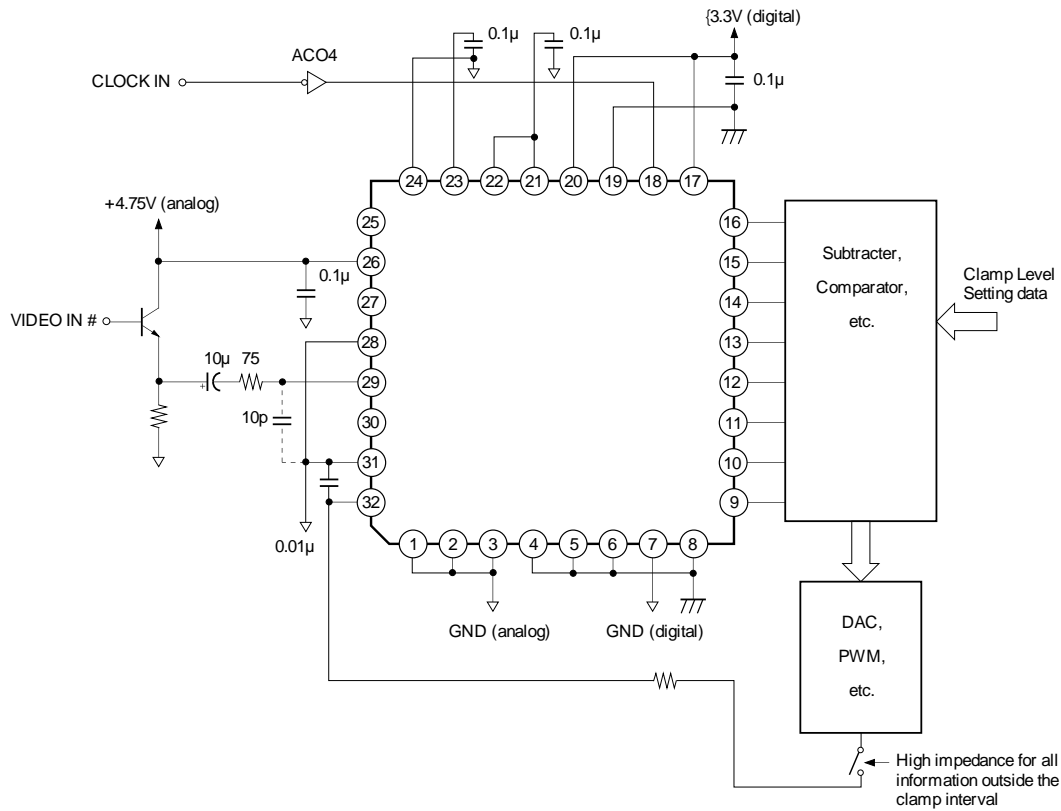 {3.3V (digital)
0.1µ
0.1µ
ACO4
CLOCK IN
0.1µ
24
23
22
21
20
19
18
17
+4.75V (analog)
25
26
27
28
29
30
31
32
16
15
14
13
12
11
10
9
0.1µ
VIDEO IN #
10µ
75
10p
0.01µ
Subtracter,
Comparator,
etc.
Clamp Level
Setting data
1
2
3
4
5
6
7
8
GND (analog)
GND (digital)
DAC,
PWM,
etc.
High impedance for all
information outside the
clamp interval